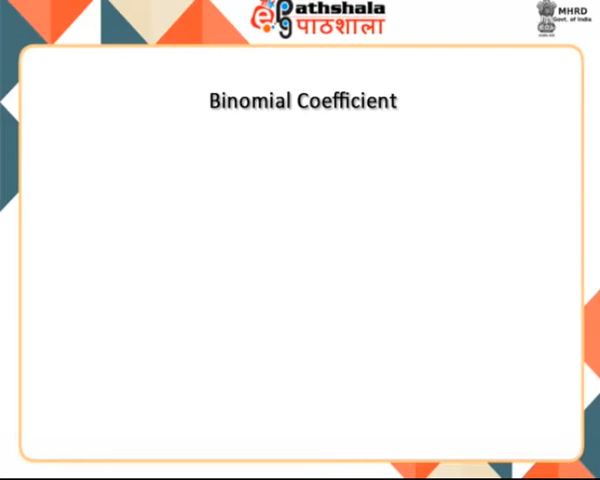 ePathshala
पाठशाला
MHRD
Govt. of India
Binomial Coefficient